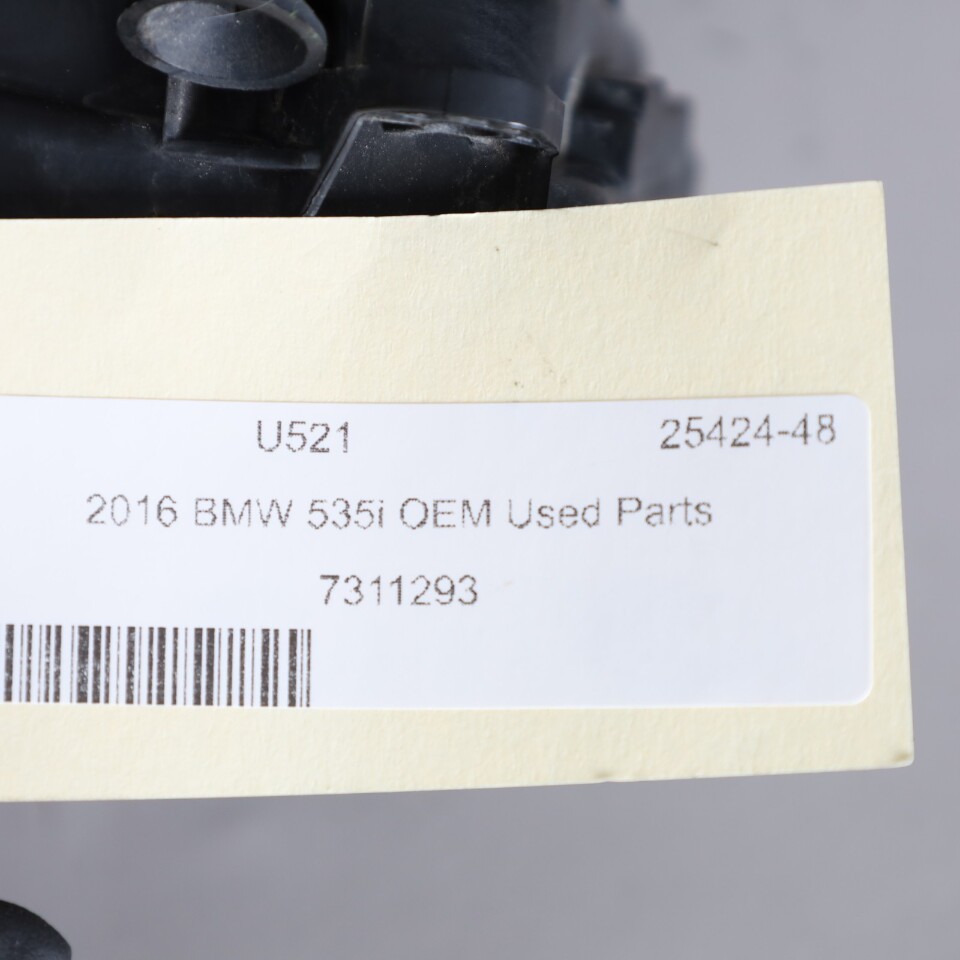 U521 25424-48
2016 BMW 535i OEM Used Parts
7311293